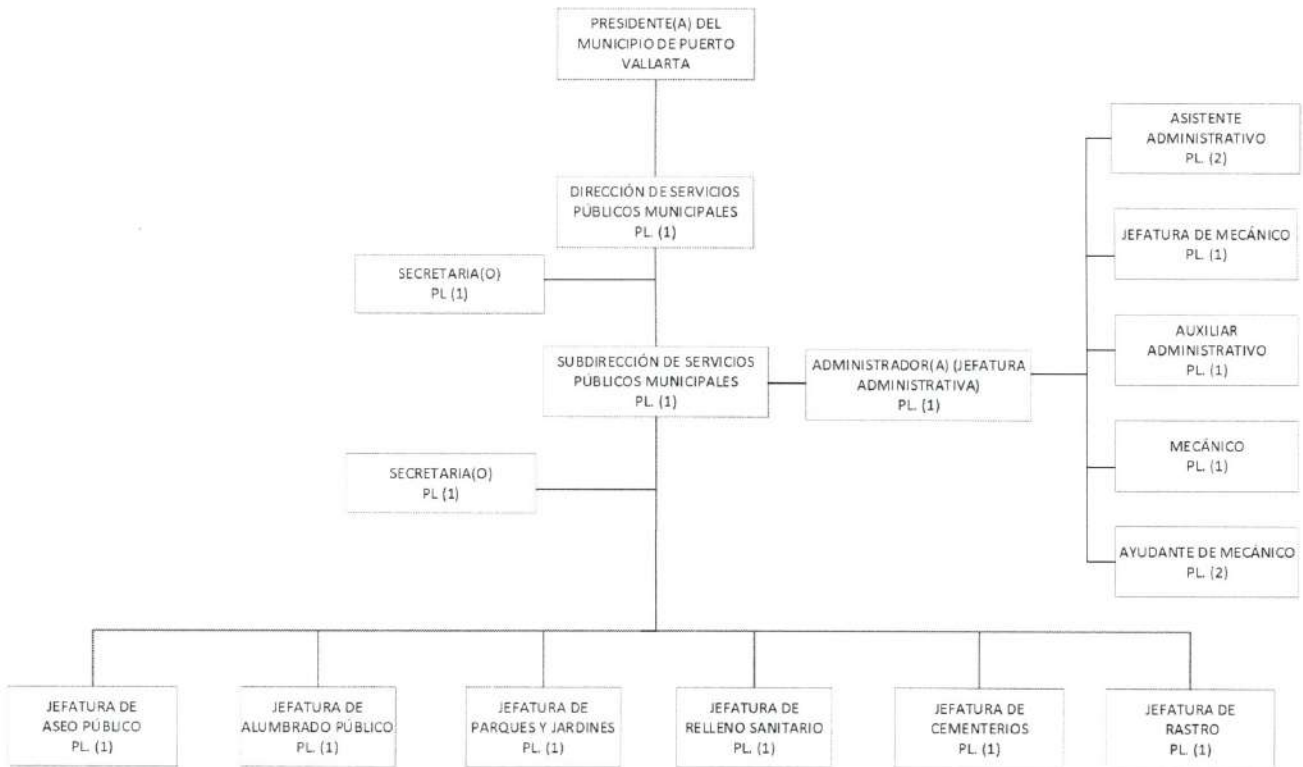 PRESIDENTE(A) DEL
MUNICIPIO DE PUERTO
VALLARTA
ASISTENTE
ADMINISTRATIVO
PL. (2)
DIRECCIÓN DE SERVICIOS
PÚBLICOS MUNICIPALES
PL. (1)
JEFATURA DE MECÁNICO
PL. (1)
SECRETARIA(O)
PL (1)
AUXILIAR
ADMINISTRATIVO
PL. (1)
SUBDIRECCIÓN DE SERVICIOS
PÚBLICOS MUNICIPALES
PL. (1)
ADMINISTRADOR(A) (JEFATURA
ADMINISTRATIVA)
PL. (1)
MECÁNICO
PL. (1)
SECRETARIA(O)
PL (1)
AYUDANTE DE MECÁNICO
PL. (2)
JEFATURA DE
ASEO PÚBLICO
PL. (1)
JEFATURA DE
ALUMBRADO PÚBLICO
PL. (1)
JEFATURA DE
PARQUES Y JARDINES
PL. (1)
JEFATURA DE
RELLENO SANITARIO
PL. (1)
JEFATURA DE
CEMENTERIOS
PL. (1)
JEFATURA DE
RASTRO
PL. (1)